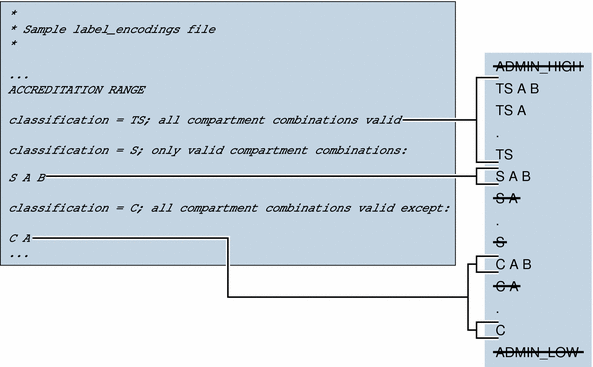 *
* Sample label_encodings file
*
...
ACCREDITATION RANGE
classification = TS; all compartment combinations valid
classification = S; only valid compartment combinations:
S A B
classification = C; all compartment combinations valid except:
C A
...
ADMIN_HIGH
TS A B
TS A
.
TS
S A B
S A
.
S
C A B
C A
.
C
ADMIN_LOW